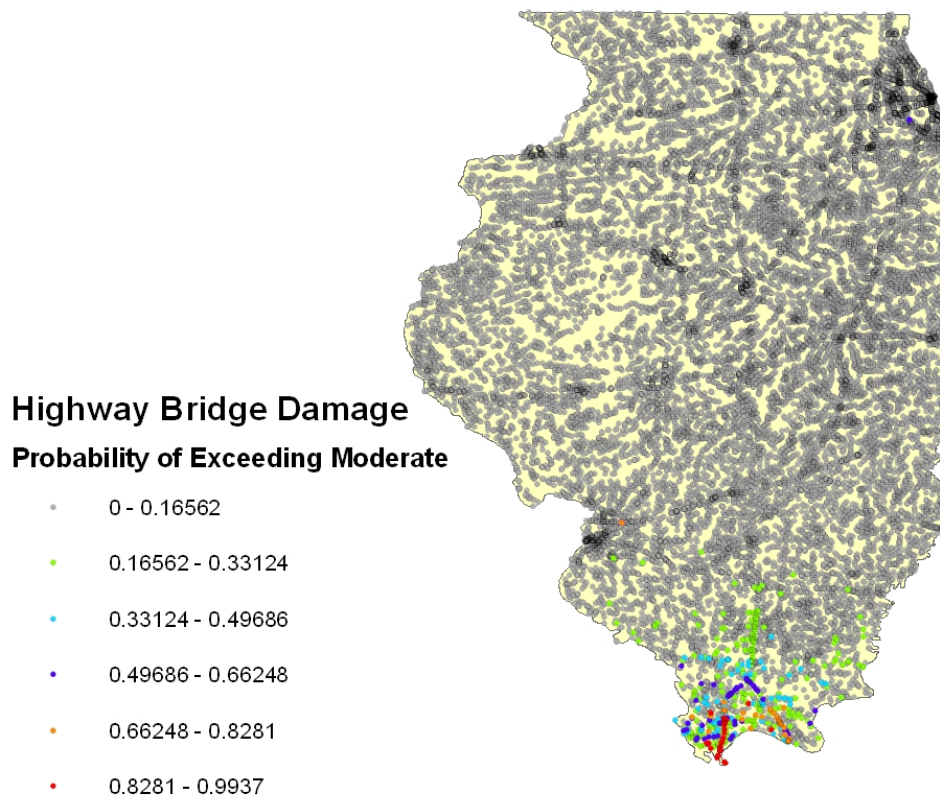 Highway Bridge Damage
Probability of Exceeding Moderate
0 - 0.16562
0.16562 - 0.33124
0.33124 - 0.49686
0.49686 - 0.66248
0.66248 - 0.8281
0.8281 - 0.9937